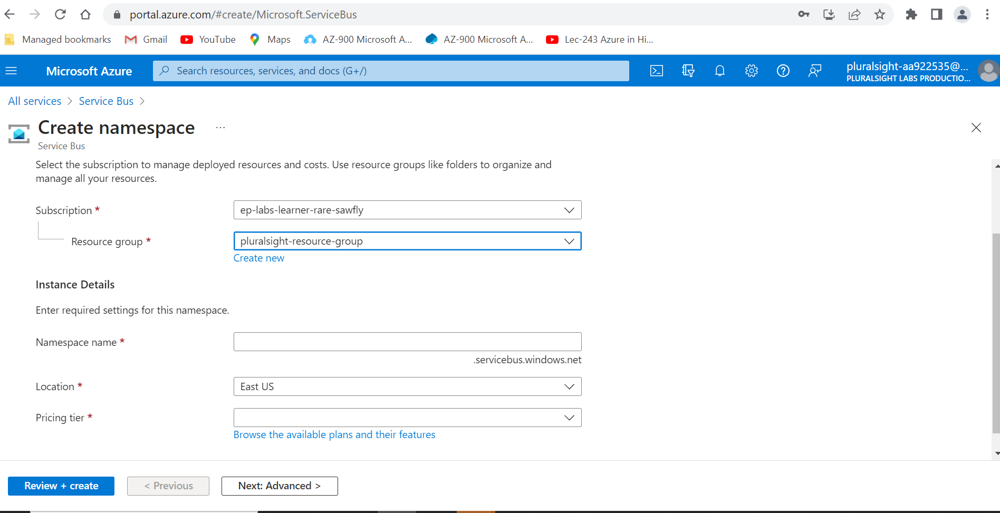 portal.azure.com/#create/Microsoft.ServiceBus
Managed bookmarks Gmail YouTube Maps AZ-900 Microsoft A... AZ-900 Microsoft A... Lec-243 Azure in Hi...
Microsoft Azure Search resources, services, and docs (G+/) pluralsight-aa922535@...
PLURALSIGHT LABS PRODUCTIO...
All services > Service Bus >
Create namespace ...
Service Bus
Select the subscription to manage deployed resources and costs. Use resource groups like folders to organize and
manage all your resources.
Subscription * ep-labs-learner-rare-sawfly
Resource group * pluralsight-resource-group
Create new
Instance Details
Enter required settings for this namespace.
Namespace name *
.servicebus.windows.net
Location * East US
Pricing tier *
Browse the available plans and their features
Review + create < Previous Next: Advanced >